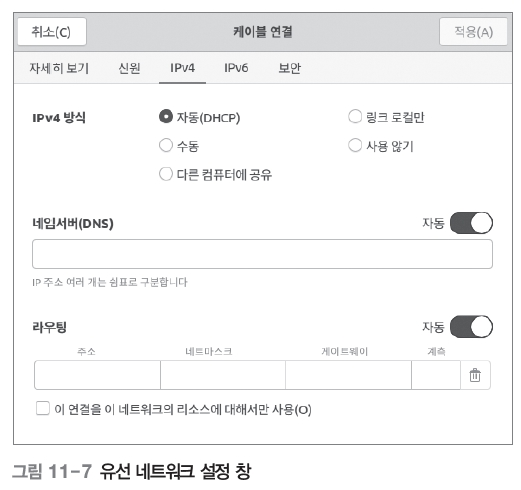 취소(C) 케이블 연결 적용(A)
자세히 보기 신원 IPv4 IPv6 보안
IPv4 방식 자동(DHCP) 링크 로컬만
수동 사용 않기
다른 컴퓨터에 공유
네임서버(DNS) 자동
IP 주소 여러 개는 쉼표로 구분합니다
라우팅 자동
주소 네트마스크 게이트웨이 계측
이 연결을 이 네트워크의 리소스에 대해서만 사용(O)
그림 11-7 유선 네트워크 설정 창